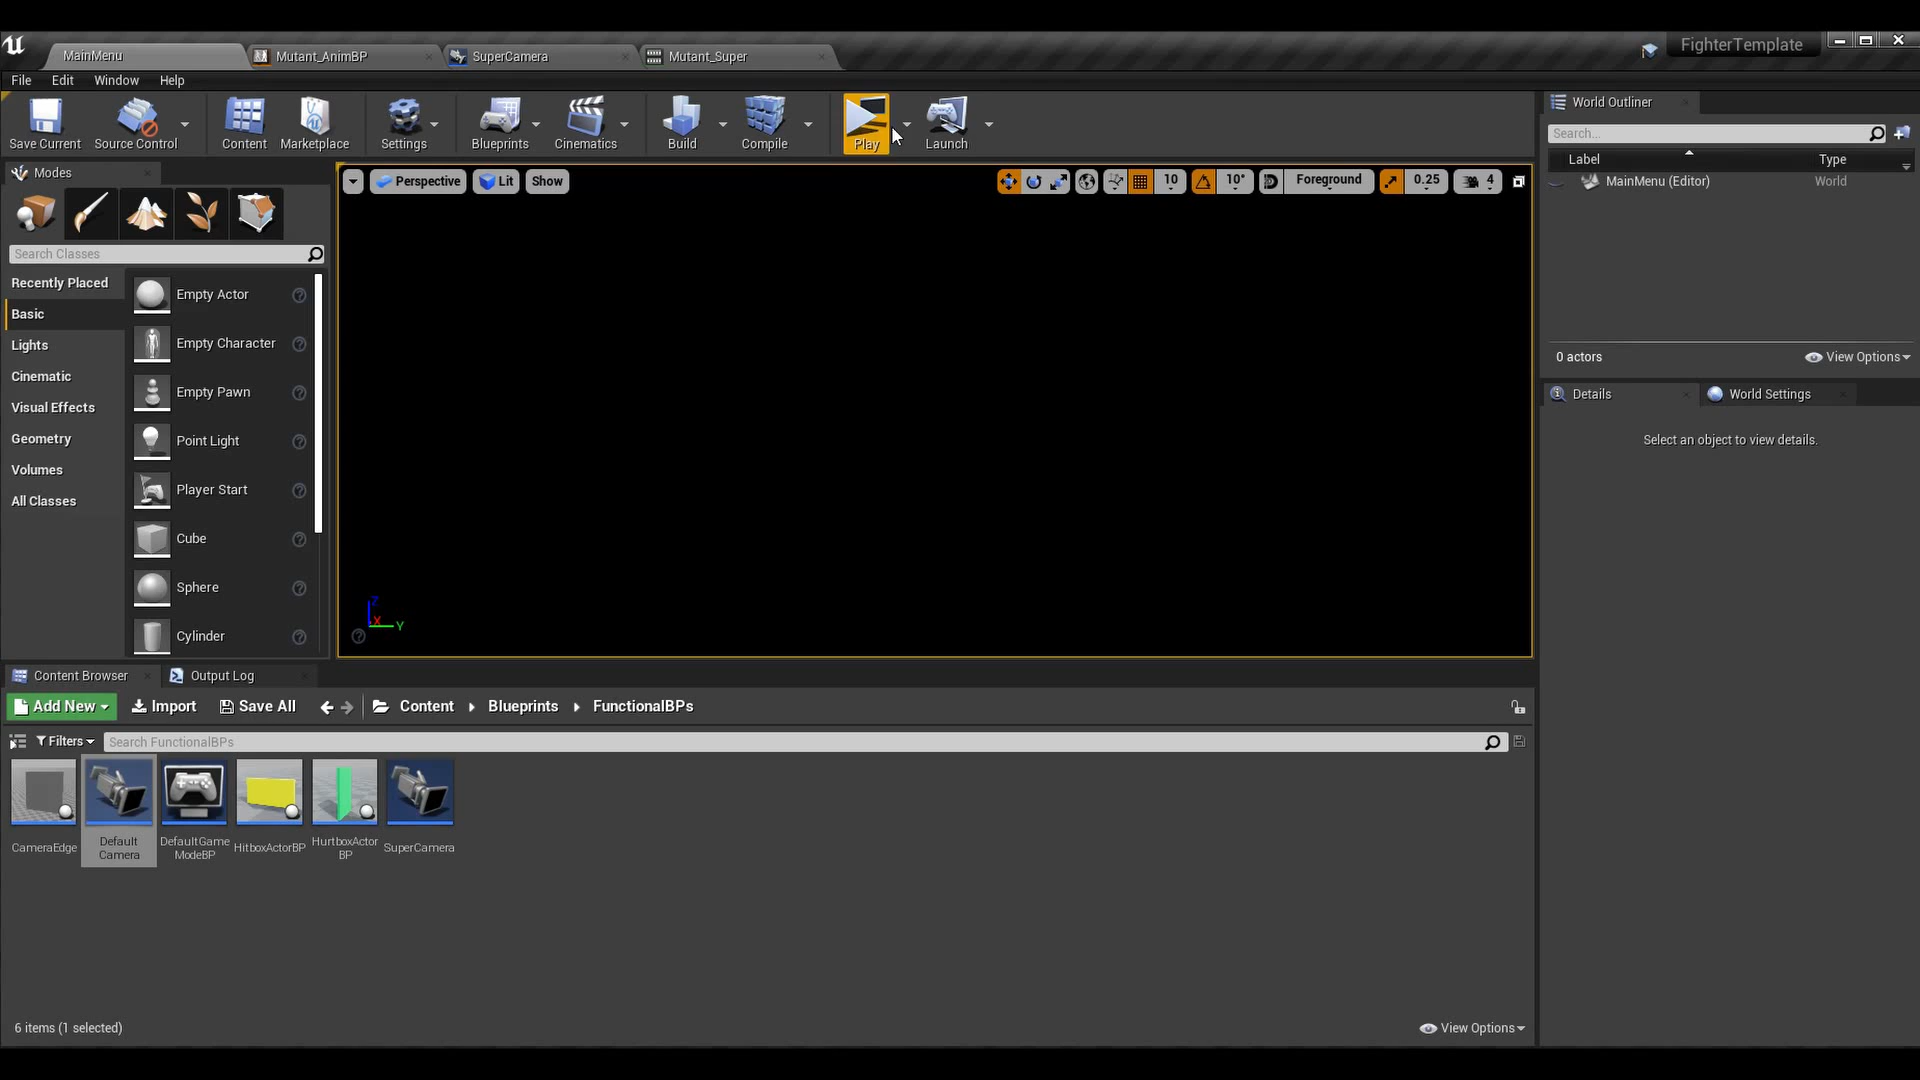 MainMenu
Mutant_AnimBP
SuperCamera
Mutant_Super
FighterTemplate
File Edit Window Help
Save Current
Source Control
Content
Marketplace
Settings
Blueprints
Cinematics
Build
Compile
Play
Launch
Modes
Search Classes
Recently Placed
Basic
Lights
Cinematic
Visual Effects
Geometry
Volumes
All Classes
Empty Actor
Empty Character
Empty Pawn
Point Light
Player Start
Cube
Sphere
Cylinder
Perspective
Lit
Show
10
10°
Foreground
0.25
4
Z
X
Y
World Outliner
Search...
Label Type
MainMenu (Editor) World
0 actors
View Options
Details
World Settings
Select an object to view details.
Content Browser
Output Log
Add New
Import
Save All
Content
Blueprints
FunctionalBPs
Filters
Search FunctionalBPs
CameraEdge
Default
Camera
DefaultGame
ModeBP
HitboxActorBP
HurtboxActor
BP
SuperCamera
6 items (1 selected)
View Options